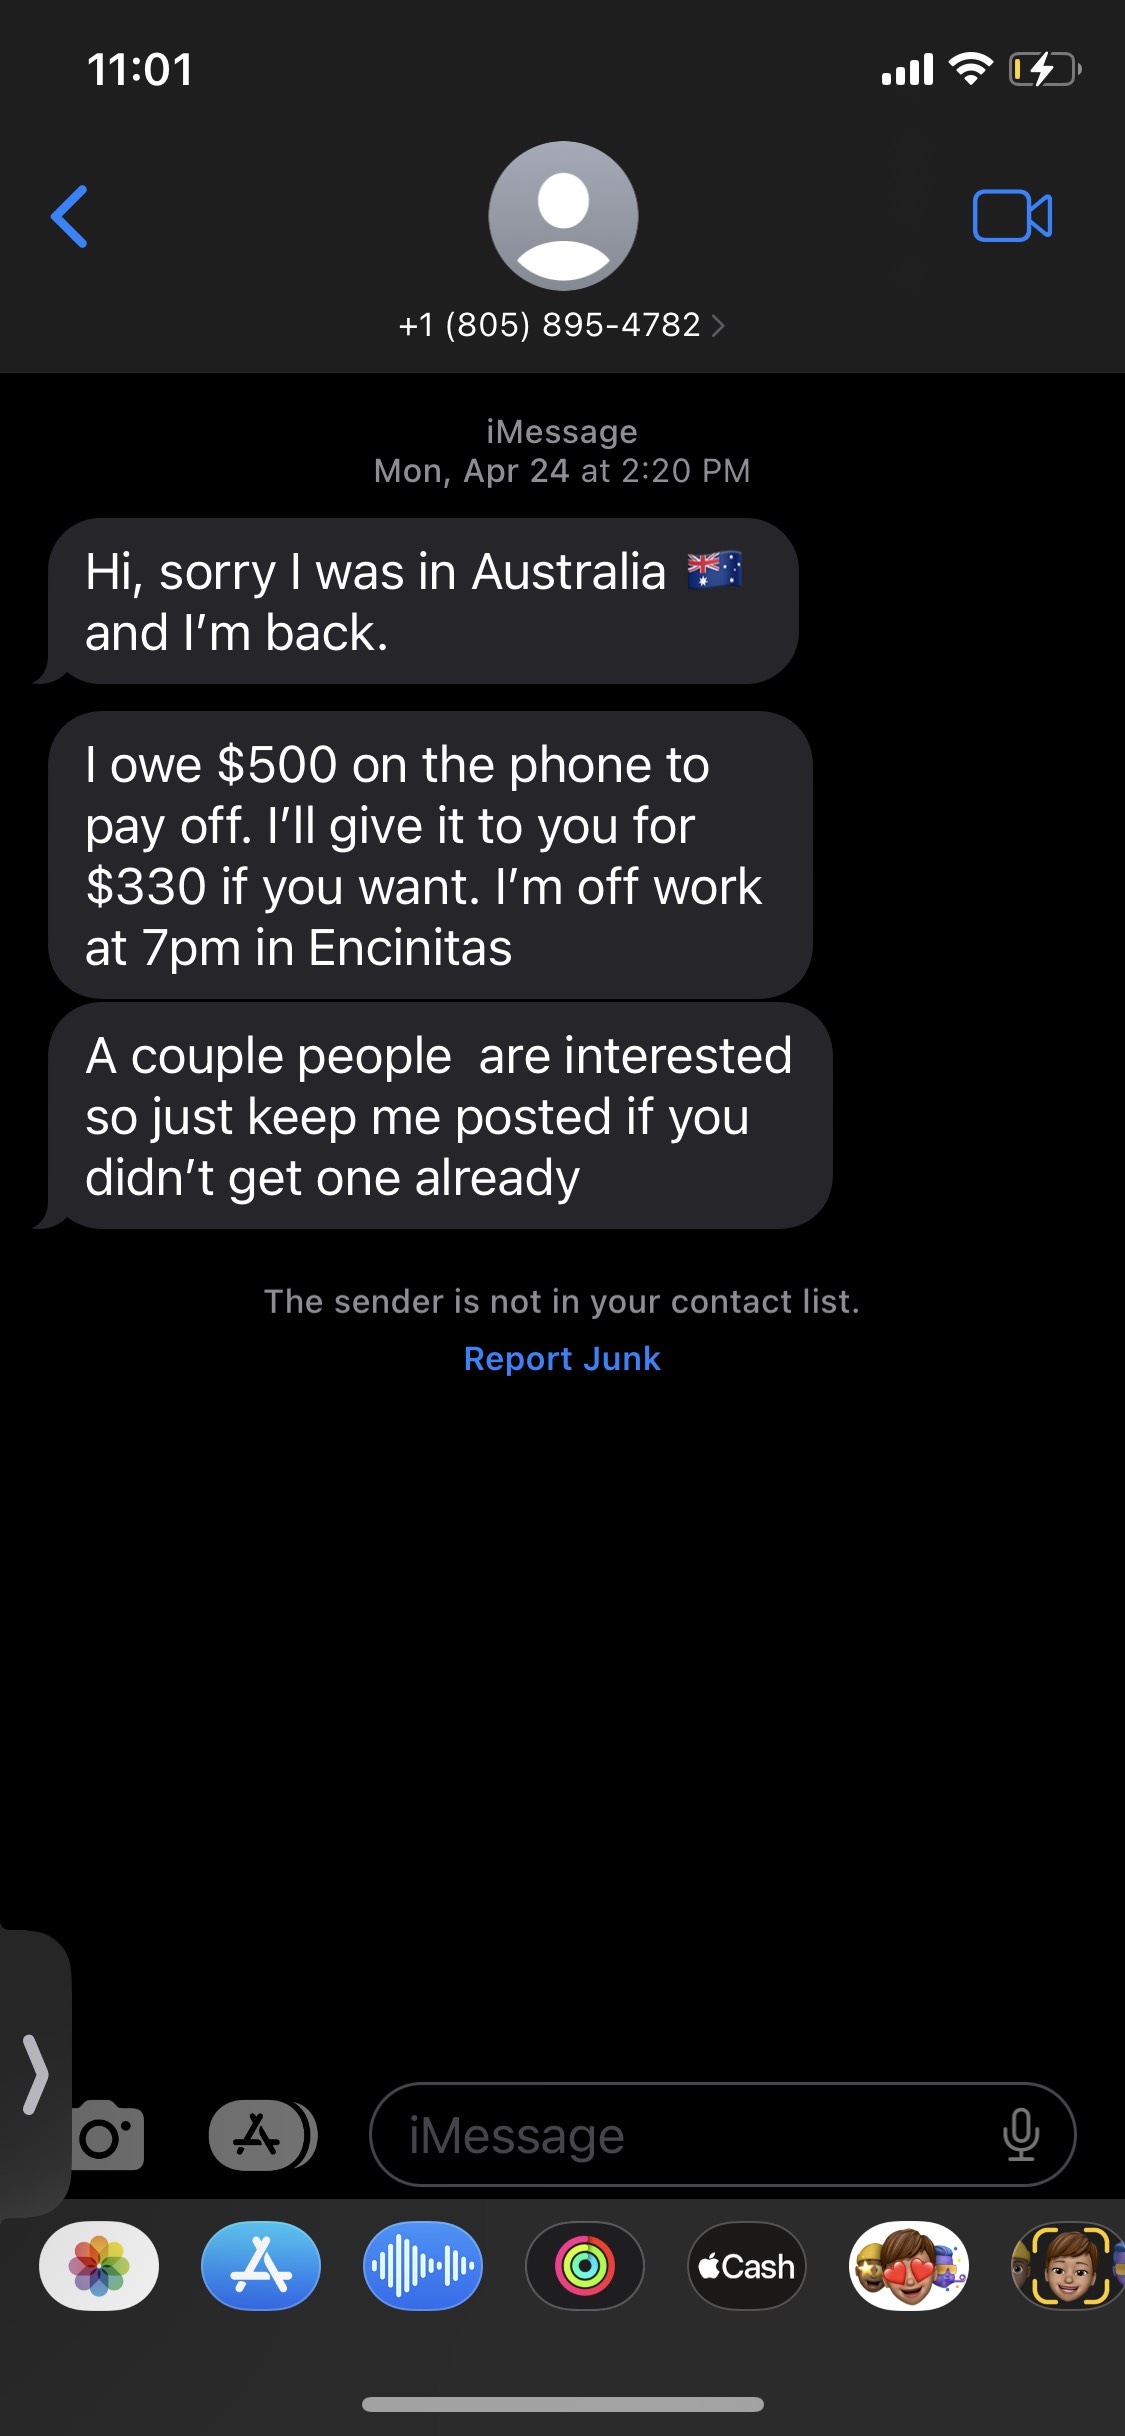 11:01
+1 (805) 895-4782
iMessage
Mon, Apr 24 at 2:20 PM
Hi, sorry I was in Australia 🇦🇺
and I’m back.
I owe $500 on the phone to
pay off. I’ll give it to you for
$330 if you want. I’m off work
at 7pm in Encinitas
A couple people  are interested
so just keep me posted if you
didn’t get one already
The sender is not in your contact list.
Report Junk
iMessage
Cash